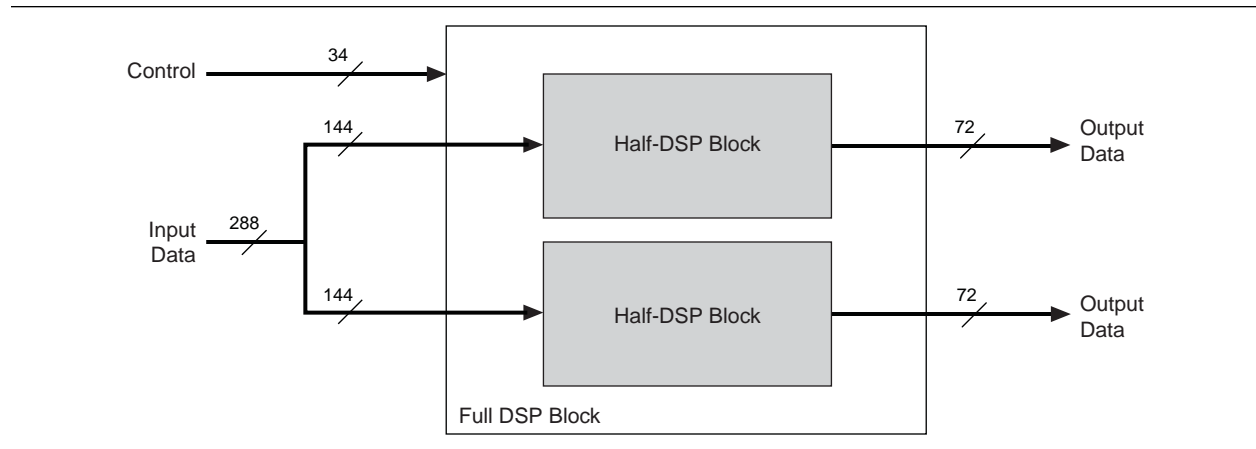 34
Control
144
Half-DSP Block
72
Output
Data
288
Input
Data
144
Half-DSP Block
72
Output
Data
Full DSP Block